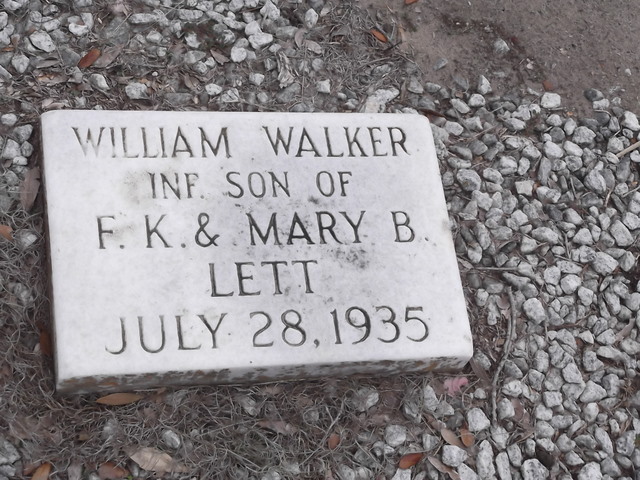 WILLIAM WALKER
INF. SON OF
F. K. & MARY B.
LETT
JULY 28, 1935